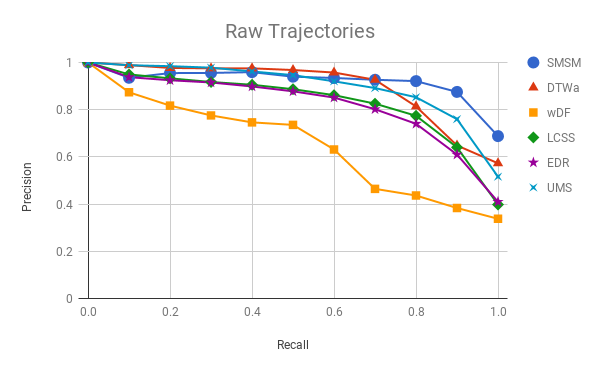 Raw Trajectories
1
0.8
0.6
0.4
0.2
0
Precision
0.0 0.2 0.4 0.6 0.8 1.0
Recall
SMSM
DTWa
wDF
LCSS
EDR
UMS